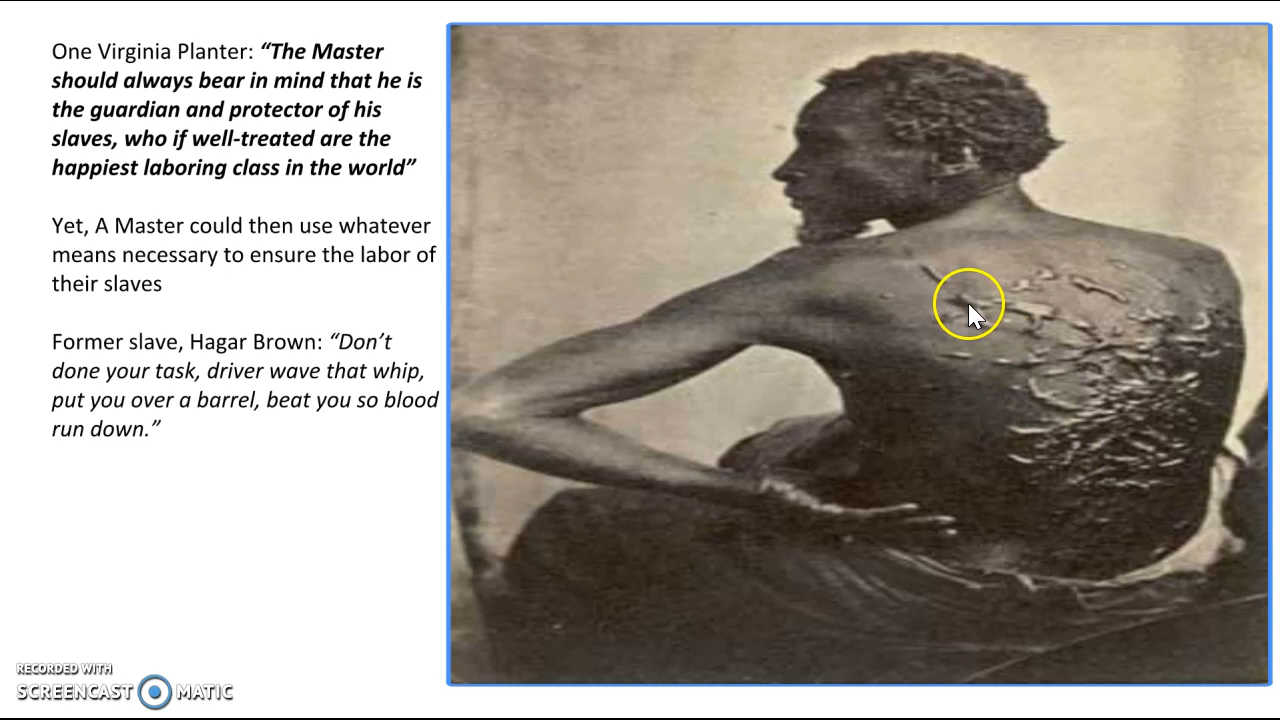 One Virginia Planter: “The Master
should always bear in mind that he is
the guardian and protector of his
slaves, who if well-treated are the
happiest laboring class in the world”
Yet, A Master could then use whatever
means necessary to ensure the labor of
their slaves
Former slave, Hagar Brown: “Don’t
done your task, driver wave that whip,
put you over a barrel, beat you so blood
run down.”
RECORDED WITH
SCREENCAST MATIC